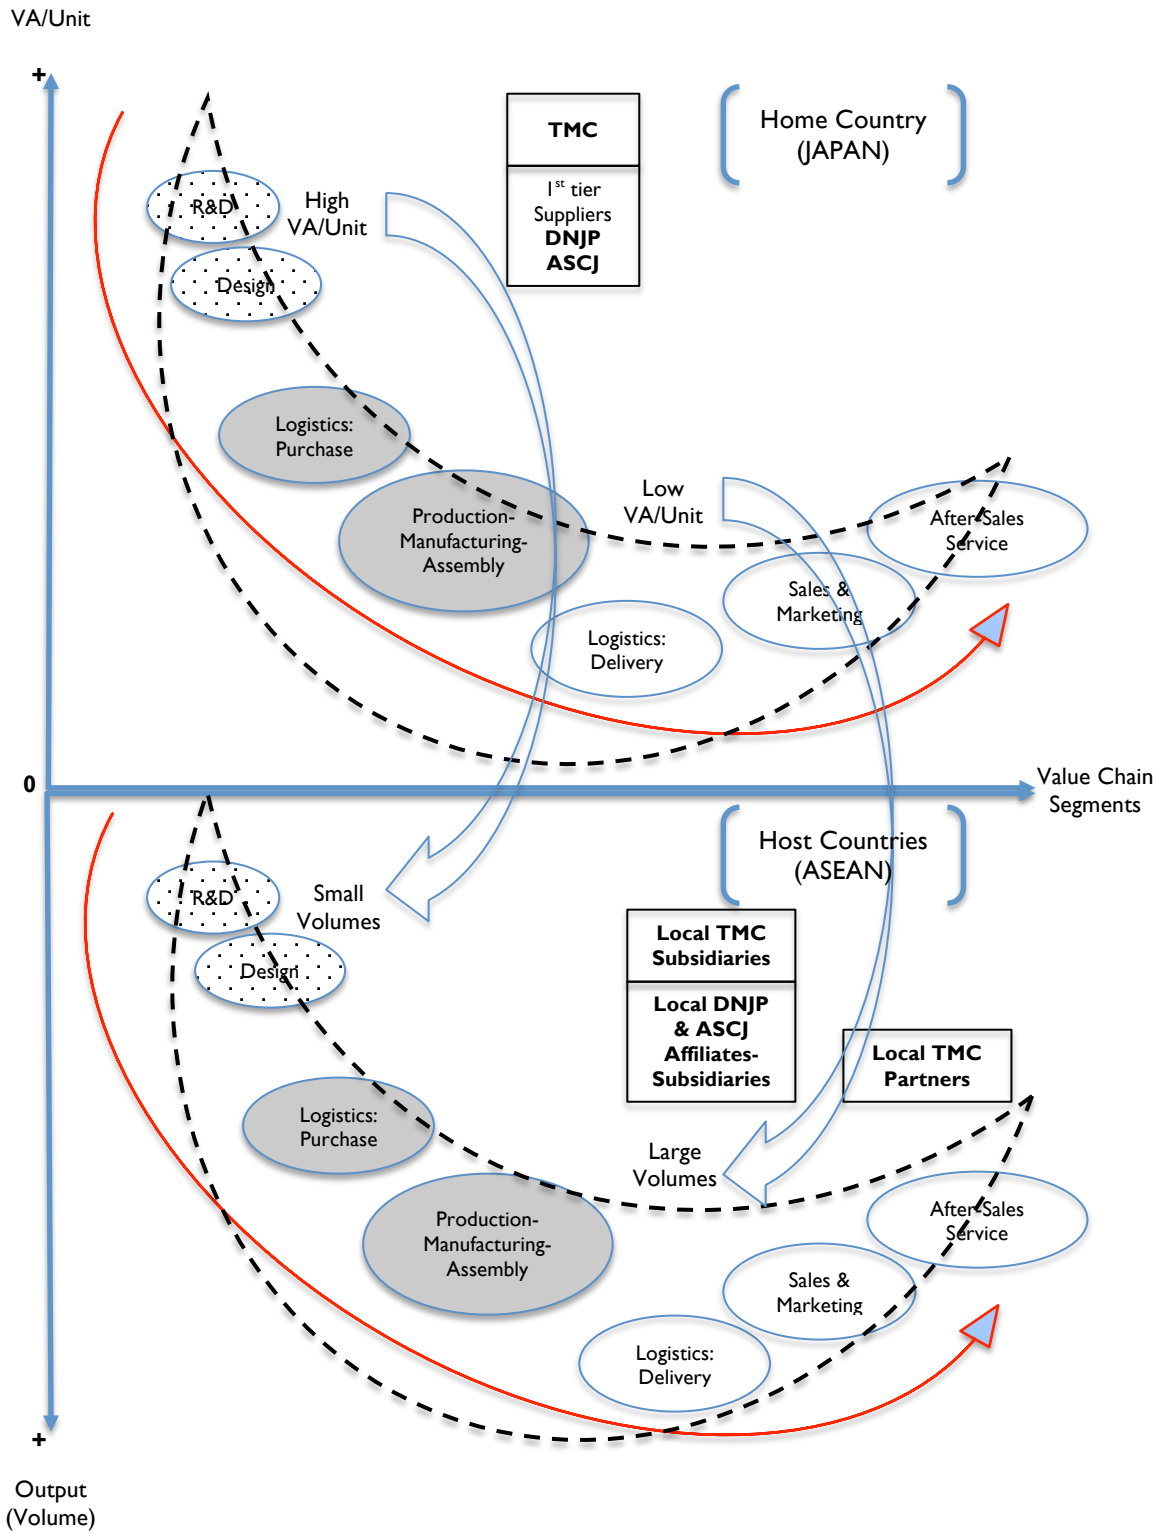 VA/Unit
+
TMC
1st tier
Suppliers
DNJP
ASCJ
Home Country
(JAPAN)
R&D
High
VA/Unit
Design
Logistics:
Purchase
Production-
Manufacturing-
Assembly
Low
VA/Unit
After-Sales
Service
Sales &
Marketing
Logistics:
Delivery
0
Value Chain
Segments
Host Countries
(ASEAN)
R&D
Small
Volumes
Design
Local TMC
Subsidiaries
Local DNJP
& ASCJ
Affiliates-
Subsidiaries
Local TMC
Partners
Logistics:
Purchase
Large
Volumes
Production-
Manufacturing-
Assembly
After-Sales
Service
Sales &
Marketing
Logistics:
Delivery
+
Output
(Volume)